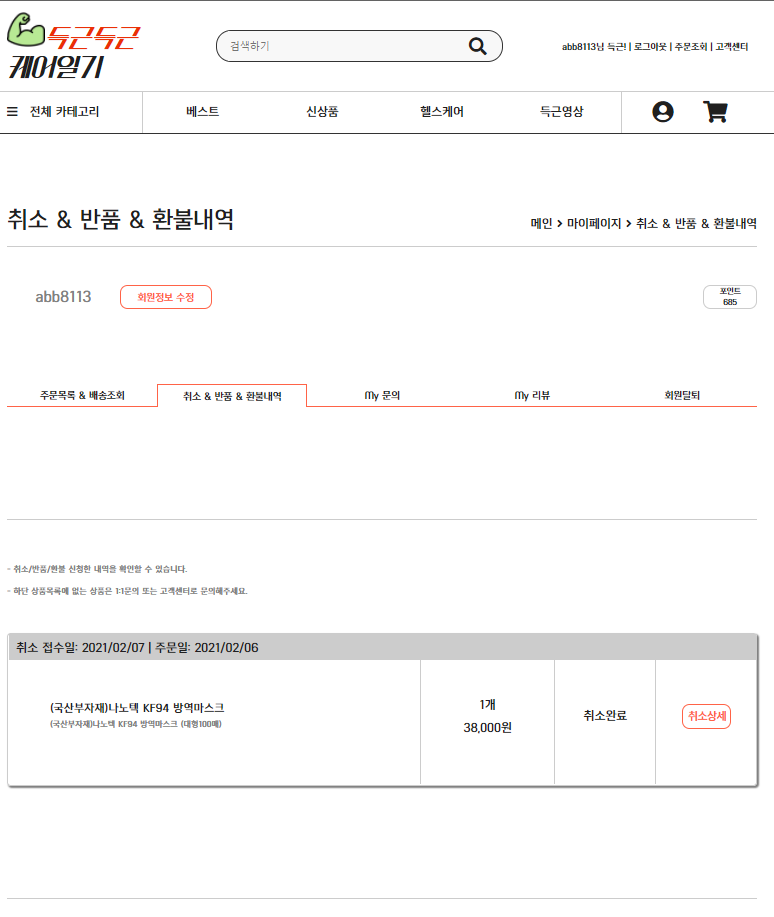 득근득근
케어일기
검색하기
abb8113님 득근! | 로그아웃 | 주문조회 | 고객센터
전체 카테고리
베스트
신상품
헬스케어
득근영상
취소 & 반품 & 환불내역
메인 > 마이페이지 > 취소 & 반품 & 환불내역
abb8113
회원정보 수정
포인트
685
주문목록 & 배송조회
취소 & 반품 & 환불내역
My 문의
My 리뷰
회원탈퇴
- 취소/반품/환불 신청한 내역을 확인할 수 있습니다.
- 하단 상품목록에 없는 상품은 1:1문의 또는 고객센터로 문의해주세요.
취소 접수일: 2021/02/07 | 주문일: 2021/02/06
(국산부자재)나노텍 KF94 방역마스크
(국산부자재)나노텍 KF94 방역마스크 (대형100매)
1개
38,000원
취소완료
취소상세